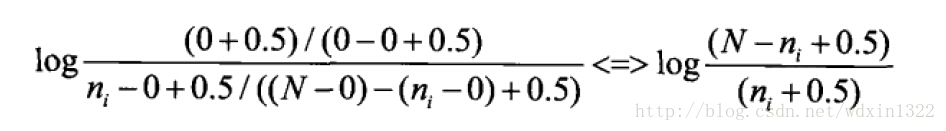 log (0+0.5)/(0−0+0.5) / n_i−0+0.5/((N−0)−(n_i−0)+0.5) <=> log (N−n_i+0.5) / (n_i+0.5)
http://blog.csdn.net/wdxin1322